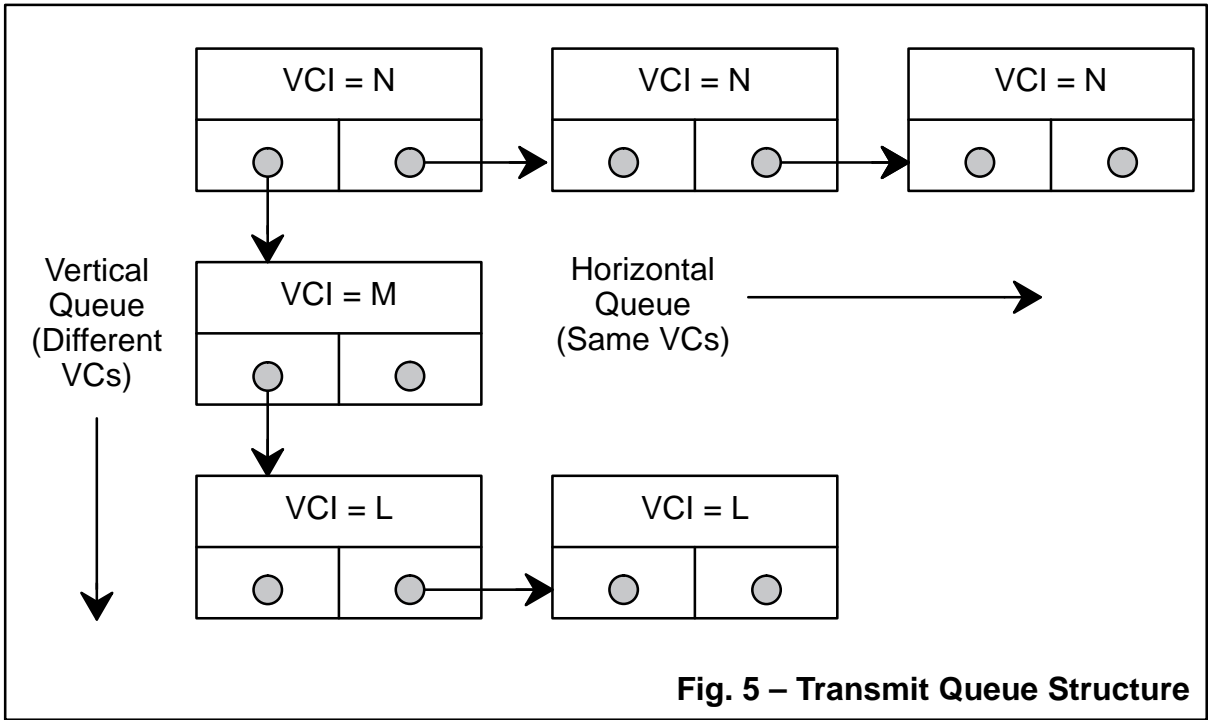 VCI = N
VCI = N
VCI = N
Vertical
Queue
(Different
VCs)
VCI = M
Horizontal
Queue
(Same VCs)
VCI = L
VCI = L
Fig. 5 – Transmit Queue Structure